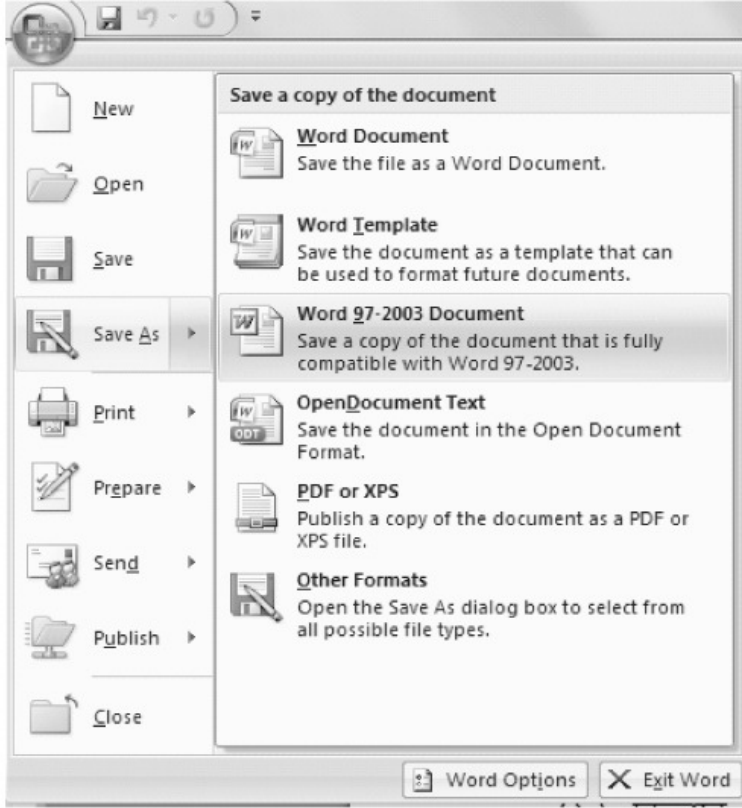 New
Open
Save
Save As
Print
Prepare
Send
Publish
Close
Save a copy of the document
Word Document
Save the file as a Word Document.
Word Template
Save the document as a template that can
be used to format future documents.
Word 97-2003 Document
Save a copy of the document that is fully
compatible with Word 97-2003.
ODT
OpenDocument Text
Save the document in the Open Document
Format.
PDF or XPS
Publish a copy of the document as a PDF or
XPS file.
Other Formats
Open the Save As dialog box to select from
all possible file types.
Word Options
Exit Word